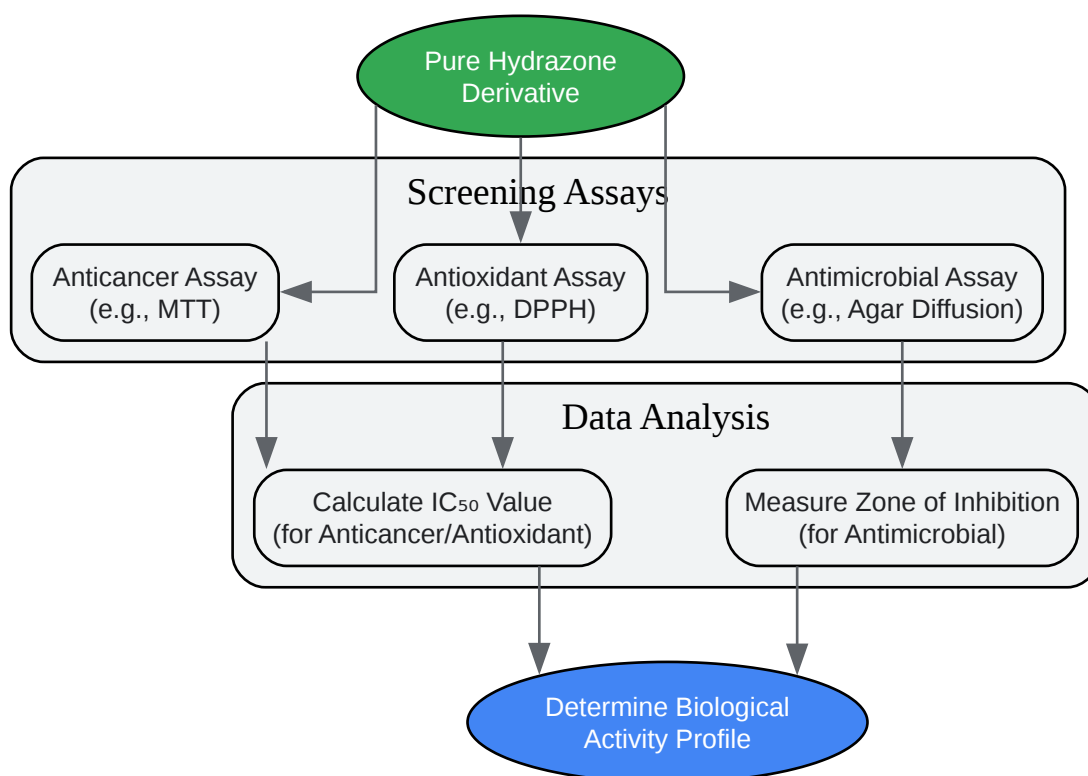 Pure Hydrazone
Derivative
Screening Assays
Anticancer Assay
(e.g., MTT)
Antioxidant Assay
(e.g., DPPH)
Antimicrobial Assay
(e.g., Agar Diffusion)
Data Analysis
Calculate IC₅₀ Value
(for Anticancer/Antioxidant)
Measure Zone of Inhibition
(for Antimicrobial)
Determine Biological
Activity Profile